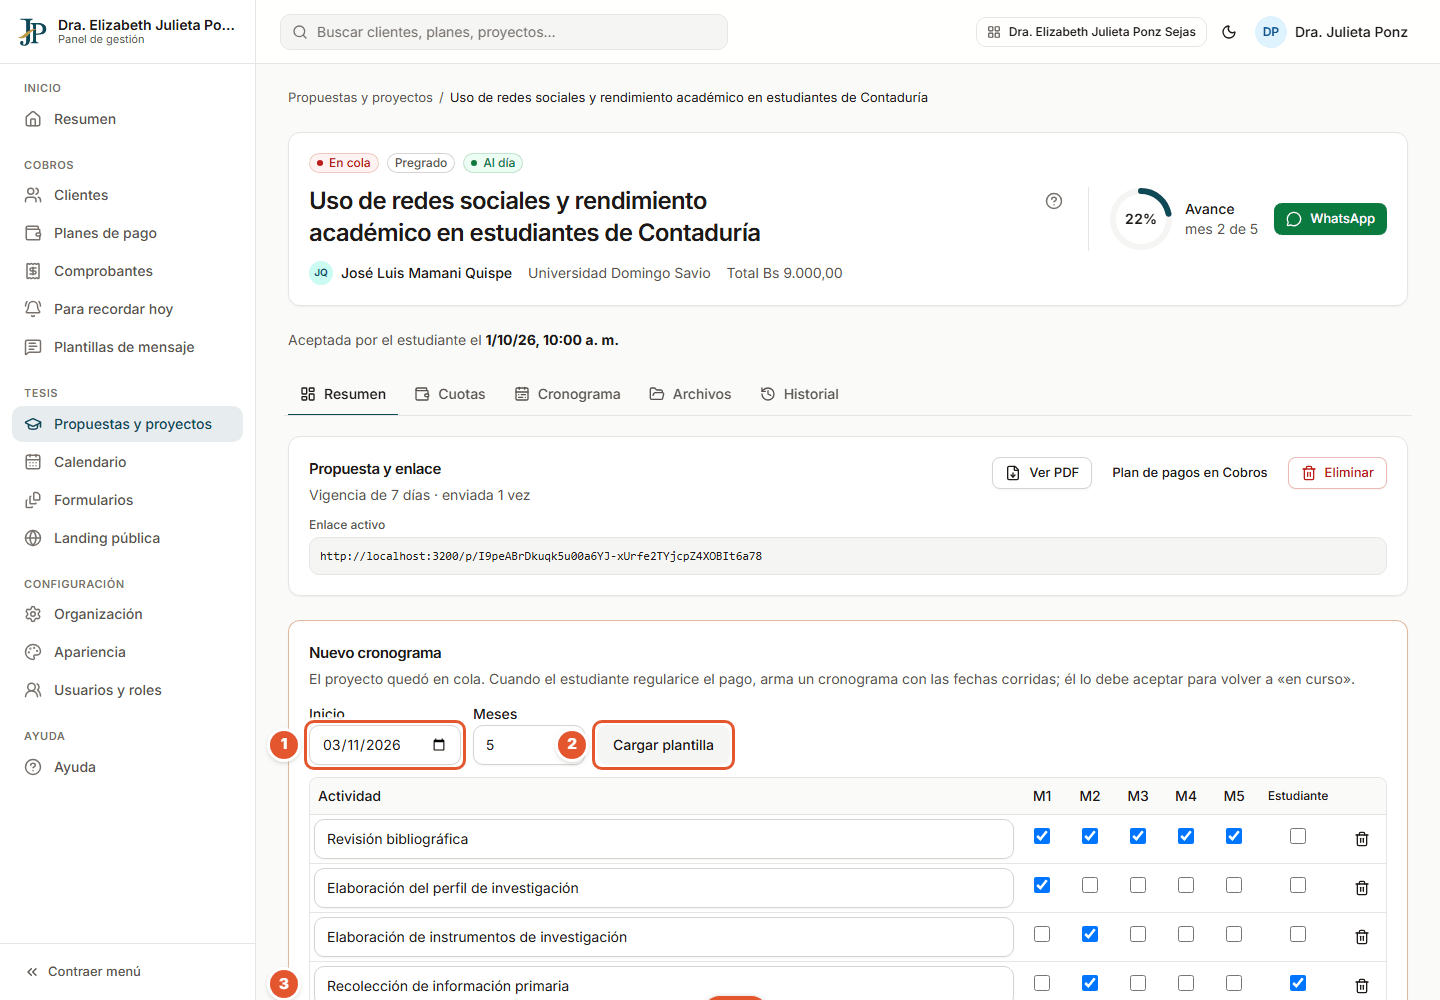 JP
Dra. Elizabeth Julieta Po...
Panel de gestión
Buscar clientes, planes, proyectos...
Dra. Elizabeth Julieta Ponz Sejas
DP
Dra. Julieta Ponz
INICIO
Resumen
COBROS
Clientes
Planes de pago
Comprobantes
Para recordar hoy
Plantillas de mensaje
TESIS
Propuestas y proyectos
Calendario
Formularios
Landing pública
CONFIGURACIÓN
Organización
Apariencia
Usuarios y roles
AYUDA
Ayuda
Contraer menú
Propuestas y proyectos / Uso de redes sociales y rendimiento académico en estudiantes de Contaduría
En cola
Pregrado
Al día
Uso de redes sociales y rendimiento
académico en estudiantes de Contaduría
JQ
José Luis Mamani Quispe
Universidad Domingo Savio
Total Bs 9.000,00
22%
Avance
mes 2 de 5
WhatsApp
Aceptada por el estudiante el 1/10/26, 10:00 a. m.
Resumen
Cuotas
Cronograma
Archivos
Historial
Propuesta y enlace
Vigencia de 7 días · enviada 1 vez
Ver PDF
Plan de pagos en Cobros
Eliminar
Enlace activo
http://localhost:3200/p/I9peABrDkuqk5u00a6YJ-xUrfe2TYjcpZ4XOBIt6a78
Nuevo cronograma
El proyecto quedó en cola. Cuando el estudiante regularice el pago, arma un cronograma con las fechas corridas; él lo debe aceptar para volver a «en curso».
Inicio
Meses
1
03/11/2026
5
2
Cargar plantilla
Actividad
M1
M2
M3
M4
M5
Estudiante
Revisión bibliográfica
Elaboración del perfil de investigación
Elaboración de instrumentos de investigación
3
Recolección de información primaria